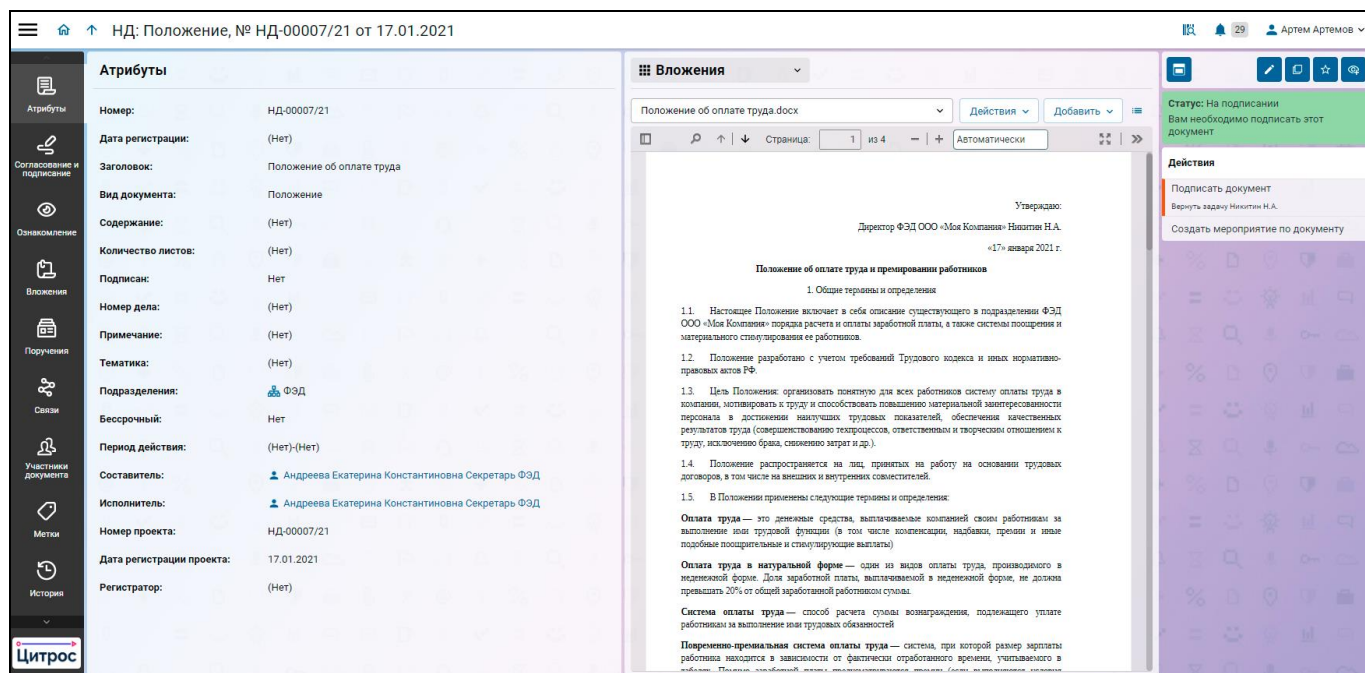 НД: Положение, № НД-00007/21 от 17.01.2021
29
Артем Артемов
Атрибуты
Согласование и
подписание
Ознакомление
Вложения
Поручения
Связи
Участники
документа
Метки
История
Цитрос
Атрибуты
Номер: НД-00007/21
Дата регистрации: (Нет)
Заголовок: Положение об оплате труда
Вид документа: Положение
Содержание: (Нет)
Количество листов: (Нет)
Подписан: Нет
Номер дела: (Нет)
Примечание: (Нет)
Тематика: (Нет)
Подразделения: ФЭД
Бессрочный: Нет
Период действия: (Нет)-(Нет)
Составитель: Андреева Екатерина Константиновна Секретарь ФЭД
Исполнитель: Андреева Екатерина Константиновна Секретарь ФЭД
Номер проекта: НД-00007/21
Дата регистрации проекта: 17.01.2021
Регистратор: (Нет)
Вложения
Положение об оплате труда.docx
Действия
Добавить
Страница: 1 из 4
Автоматически
Утверждаю:
Директор ФЭД ООО «Моя Компания» Никитин Н.А.
«17» января 2021 г.
Положение об оплате труда и премировании работников
1. Общие термины и определения
1.1. Настоящее Положение включает в себя описание существующего в подразделении ФЭД
ООО «Моя Компания» порядка расчета и оплаты заработной платы, а также системы поощрения и
материального стимулирования ее работников.
1.2. Положение разработано с учетом требований Трудового кодекса и иных нормативно-
правовых актов РФ.
1.3. Цель Положения: организовать понятную для всех работников систему оплаты труда в
компании, мотивировать к труду и способствовать повышению материальной заинтересованности
персонала в достижении наилучших трудовых показателей, обеспечения качественных
результатов труда (совершенствованию техпроцессов, ответственным и творческим отношением к
труду, исключению брака, снижению затрат и др.).
1.4. Положение распространяется на лиц, принятых на работу на основании трудовых
договоров, в том числе на внешних и внутренних совместителей.
1.5. В Положении применены следующие термины и определения:
Оплата труда — это денежные средства, выплачиваемые компанией своим работникам за
выполнение ими трудовой функции (в том числе компенсации, надбавки, премии и иные
подобные поощрительные и стимулирующие выплаты)
Оплата труда в натуральной форме — один из видов оплаты труда, производимого в
неденежной форме. Доля заработной платы, выплачиваемой в неденежной форме, не должна
превышать 20% от общей заработанной работником суммы.
Система оплаты труда — способ расчета суммы вознаграждения, подлежащего уплате
работникам за выполнение ими трудовых обязанностей
Повременно-премиальная система оплаты труда — система, при которой размер зарплаты
работника находится в зависимости от фактически отработанного времени, учитываемого в
Статус: На подписании
Вам необходимо подписать этот
документ
Действия
Подписать документ
Вернуть задачу Никитин Н.А.
Создать мероприятие по документу